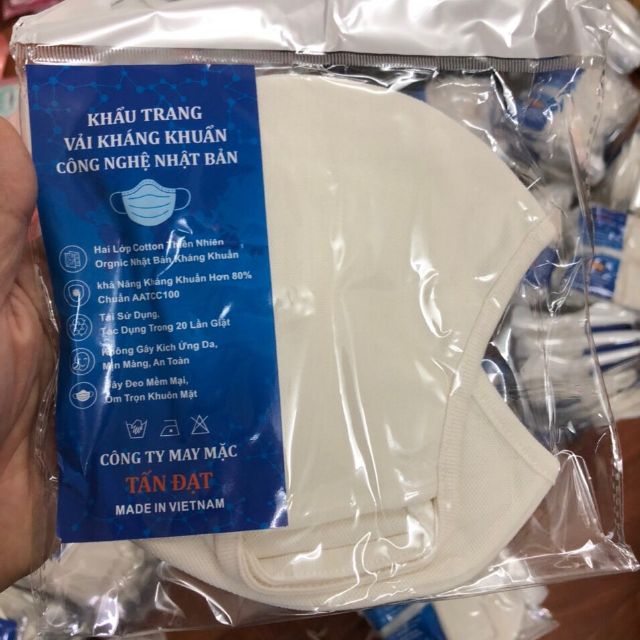 KHẨU TRANG
VẢI KHÁNG KHUẨN
CÔNG NGHỆ NHẬT BẢN
Hai Lớp Cotton Thiên Nhiên
Orgnic Nhật Bản, Kháng Khuẩn
khả Năng Kháng Khuẩn Hơn 80%
Chuẩn AATCC100
Tái Sử Dụng.
Tác Dụng Trong 20 Lần Giặt
Không Gây Kích Ứng Da,
Mịn Màng, An Toàn
Dây Đeo Mềm Mại,
Ôm Trọn Khuôn Mặt
CÔNG TY MAY MẶC
TẤN ĐẠT
MADE IN VIETNAM